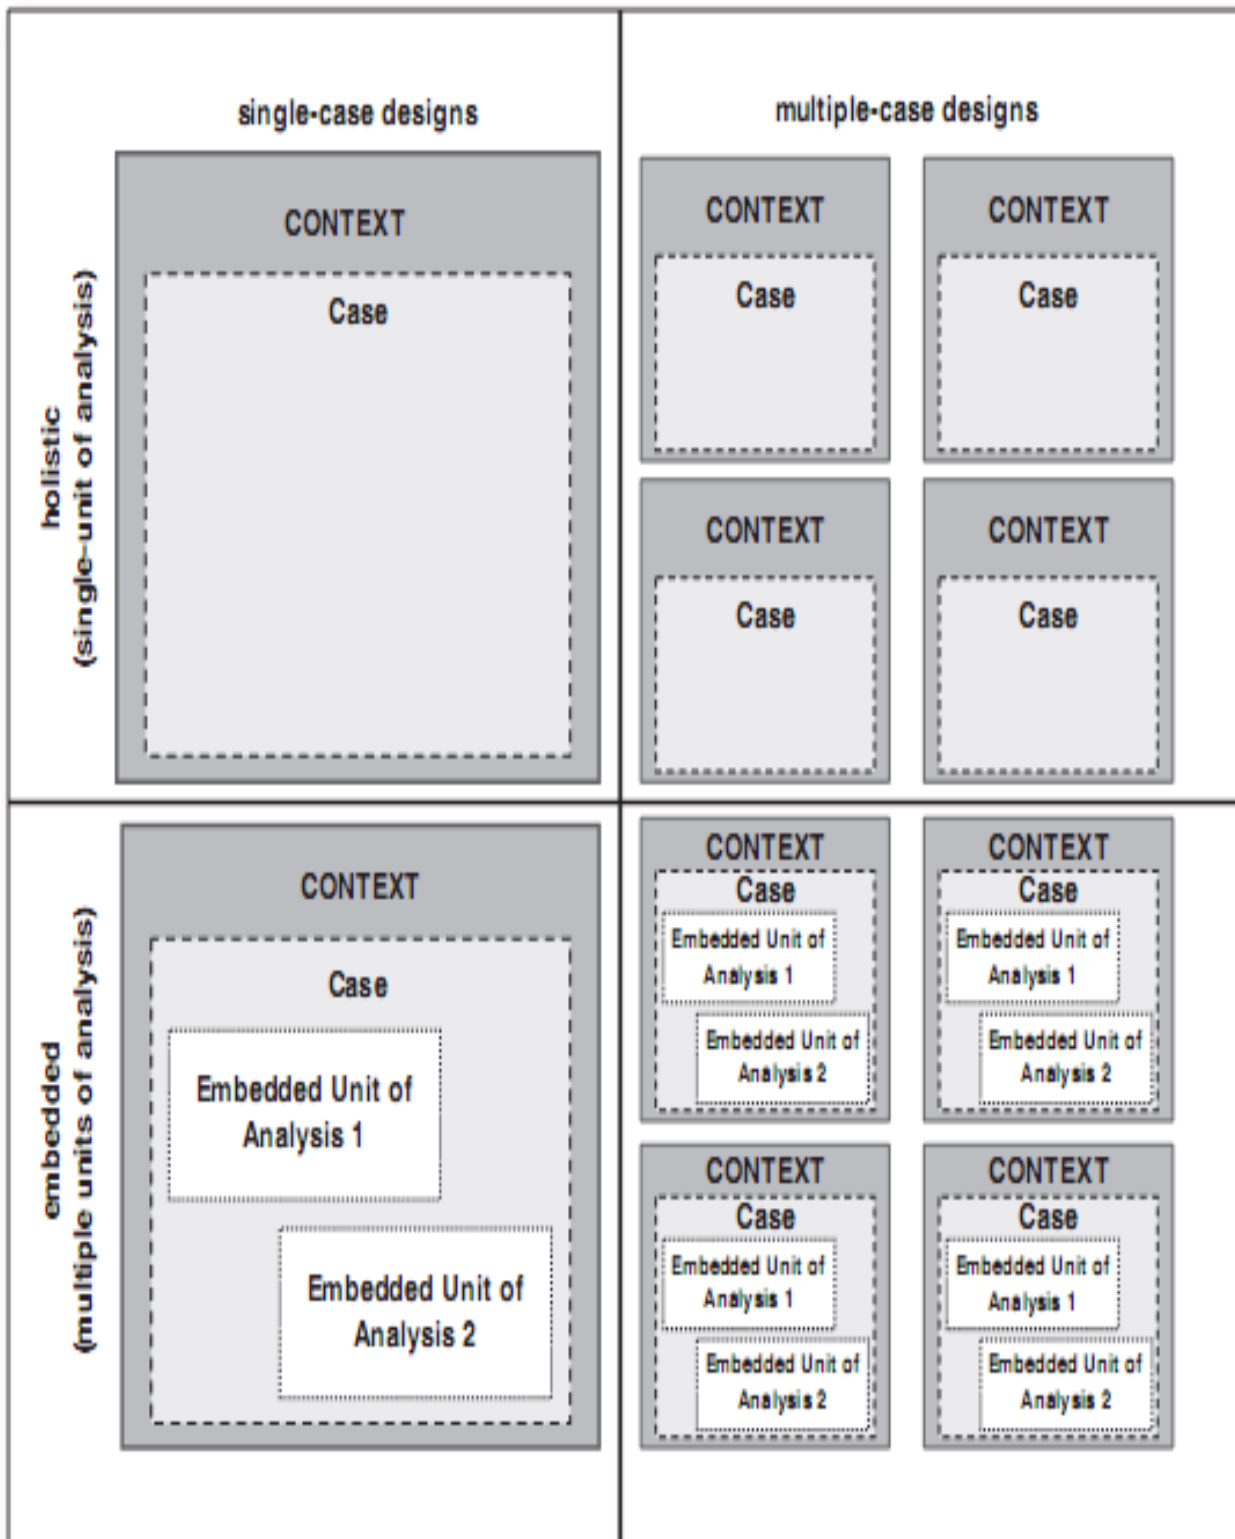 single-case designs
multiple-case designs
holistic
(single-unit of analysis)
CONTEXT
Case
CONTEXT
Case
CONTEXT
Case
CONTEXT
Case
CONTEXT
Case
embedded
(multiple units of analysis)
CONTEXT
Case
Embedded Unit of
Analysis 1
Embedded Unit of
Analysis 2
CONTEXT
Case
Embedded Unit of
Analysis 1
Embedded Unit of
Analysis 2
CONTEXT
Case
Embedded Unit of
Analysis 1
Embedded Unit of
Analysis 2
CONTEXT
Case
Embedded Unit of
Analysis 1
Embedded Unit of
Analysis 2
CONTEXT
Case
Embedded Unit of
Analysis 1
Embedded Unit of
Analysis 2